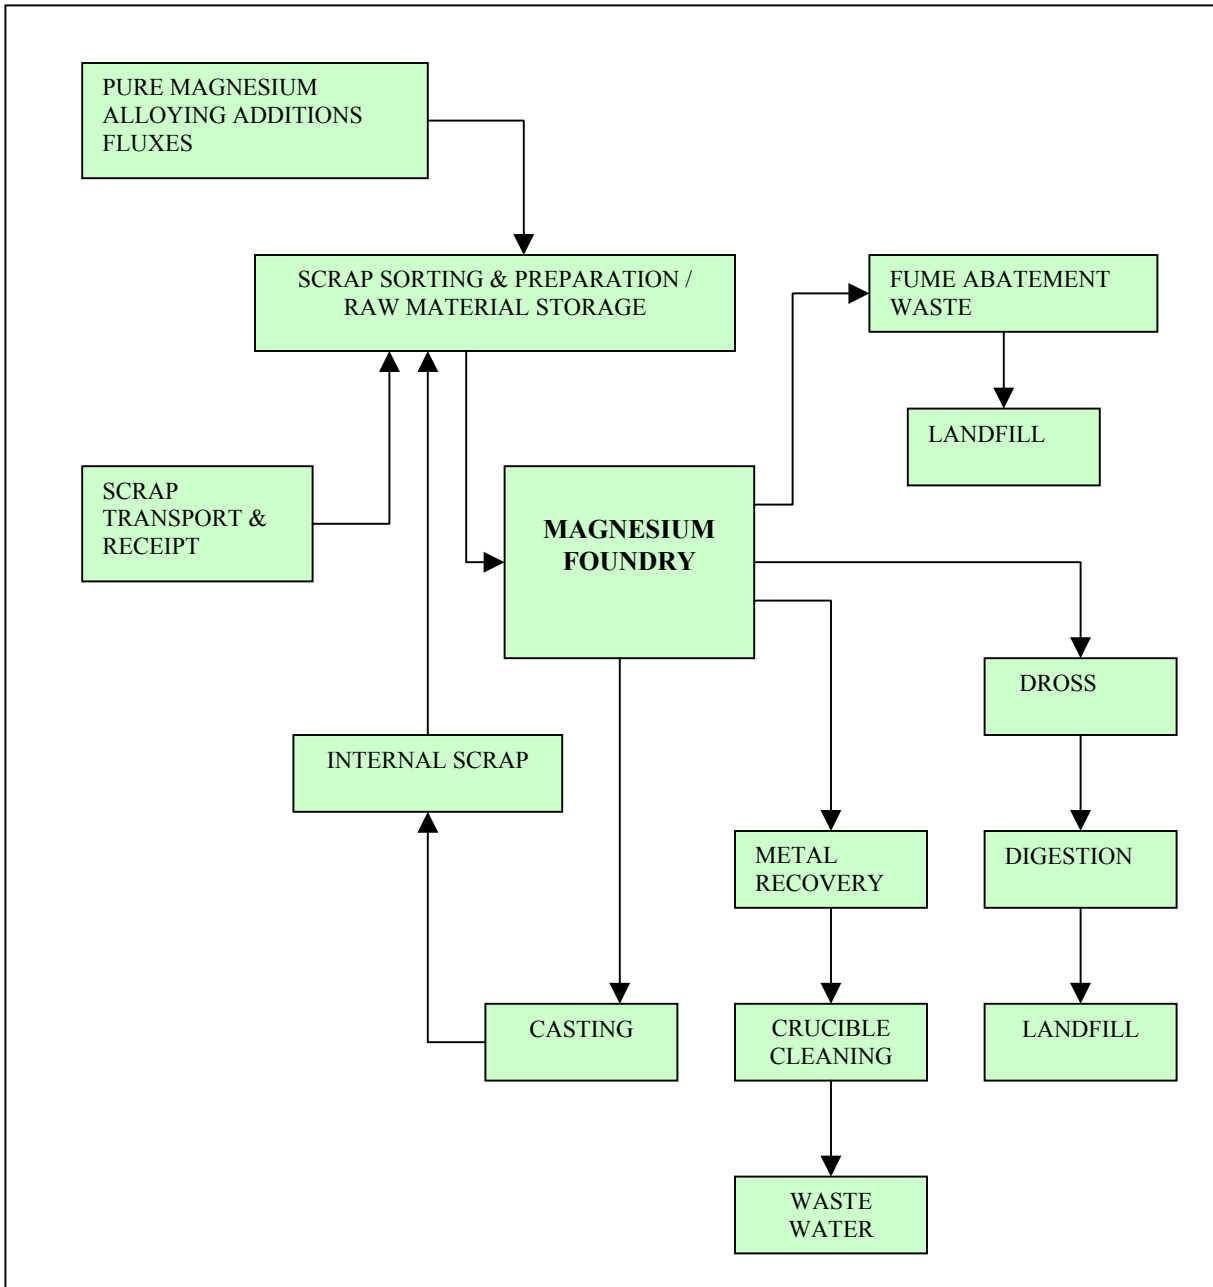 PURE MAGNESIUM
ALLOYING ADDITIONS
FLUXES
SCRAP SORTING & PREPARATION /
RAW MATERIAL STORAGE
FUME ABATEMENT
WASTE
LANDFILL
SCRAP
TRANSPORT &
RECEIPT
MAGNESIUM
FOUNDRY
DROSS
INTERNAL SCRAP
METAL
RECOVERY
DIGESTION
CASTING
CRUCIBLE
CLEANING
LANDFILL
WASTE
WATER